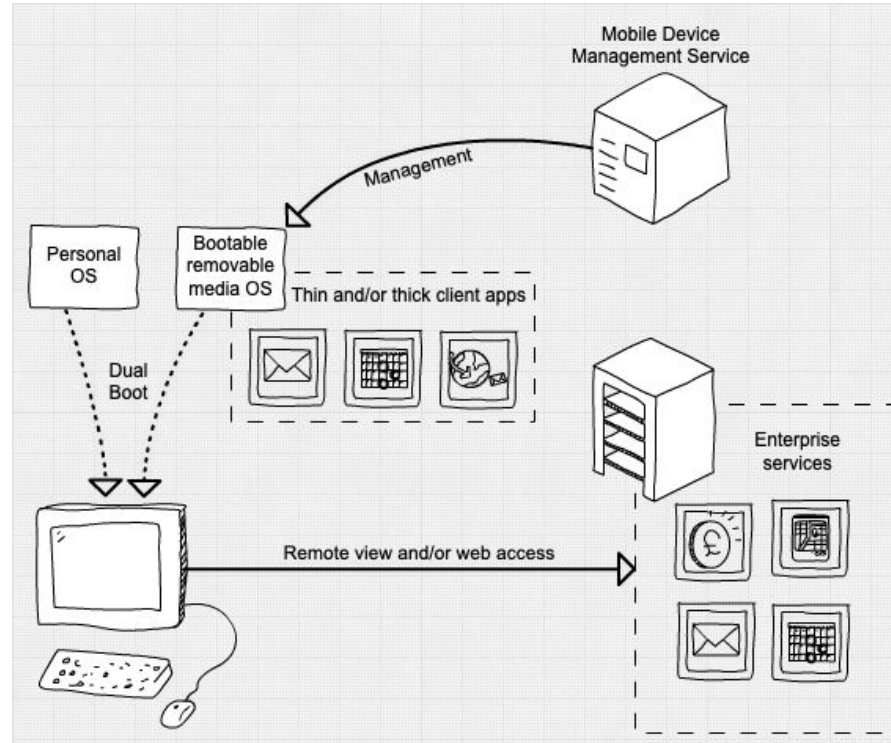 Mobile Device
Management Service
Management
Personal
OS
Bootable
removable
media OS
Thin and/or thick client apps
Dual
Boot
Enterprise
services
£
Remote view and/or web access